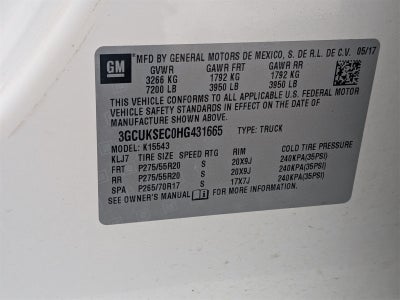 GM
MFD BY GENERAL MOTORS DE MEXICO, S. DE R.L. DE C.V. 05/17
GVWR GAWR FRT GAWR RR
3266 KG 1792 KG 1792 KG
7200 LB 3950 LB 3950 LB
THIS VEHICLE CONFORMS TO ALL APPLICABLE U.S. FEDERAL MOTOR
VEHICLE SAFETY STANDARDS IN EFFECT ON THE DATE OF
MANUFACTURE SHOWN ABOVE.
3GCUKSEC0HG431665 TYPE: TRUCK
MODEL: K15543
KLJ7 TIRE SIZE SPEED RTG RIM COLD TIRE PRESSURE
FRT P275/55R20 S 20X9J 240KPA(35PSI)
RR P275/55R20 S 20X9J 240KPA(35PSI)
SPA P265/70R17 S 17X7J 240KPA(35PSI)
SEE OWNER'S MANUAL FOR MORE INFORMATION.